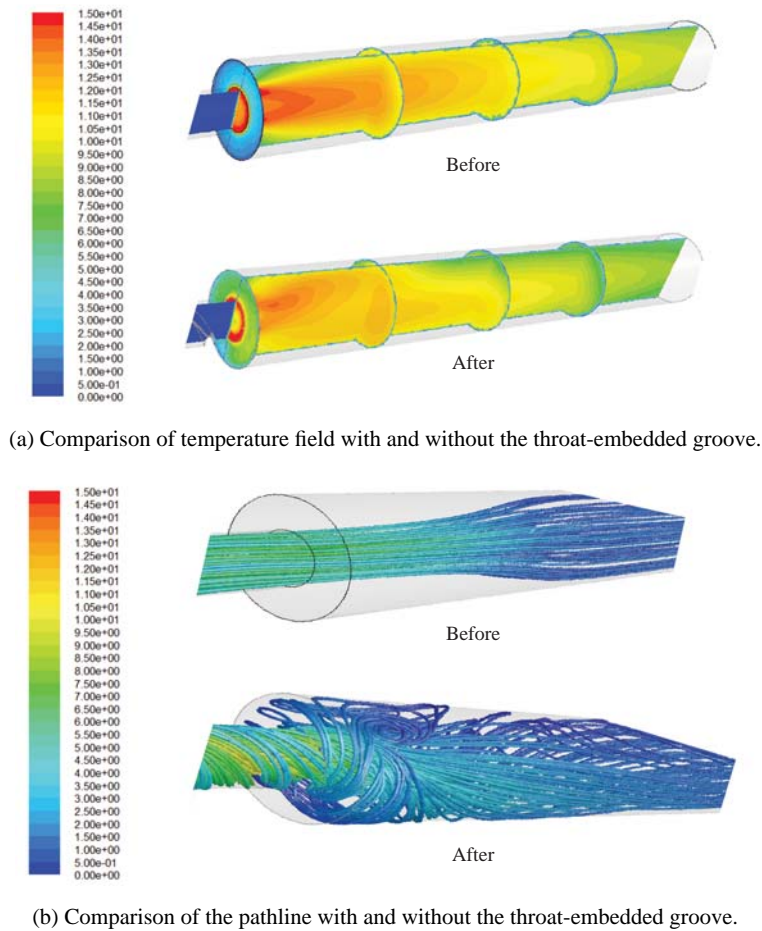 1.50e+01
1.45e+01
1.40e+01
1.35e+01
1.30e+01
1.25e+01
1.20e+01
1.15e+01
1.10e+01
1.05e+01
1.00e+01
9.50e+00
9.00e+00
8.50e+00
8.00e+00
7.50e+00
7.00e+00
6.50e+00
6.00e+00
5.50e+00
5.00e+00
4.50e+00
4.00e+00
3.50e+00
3.00e+00
2.50e+00
2.00e+00
1.50e+00
1.00e+00
5.00e-01
0.00e+00
Before
After
(a) Comparison of temperature field with and without the throat-embedded groove.
1.50e+01
1.45e+01
1.40e+01
1.35e+01
1.30e+01
1.25e+01
1.20e+01
1.15e+01
1.10e+01
1.05e+01
1.00e+01
9.50e+00
9.00e+00
8.50e+00
8.00e+00
7.50e+00
7.00e+00
6.50e+00
6.00e+00
5.50e+00
5.00e+00
4.50e+00
4.00e+00
3.50e+00
3.00e+00
2.50e+00
2.00e+00
1.50e+00
1.00e+00
5.00e-01
0.00e+00
Before
After
(b) Comparison of the pathline with and without the throat-embedded groove.